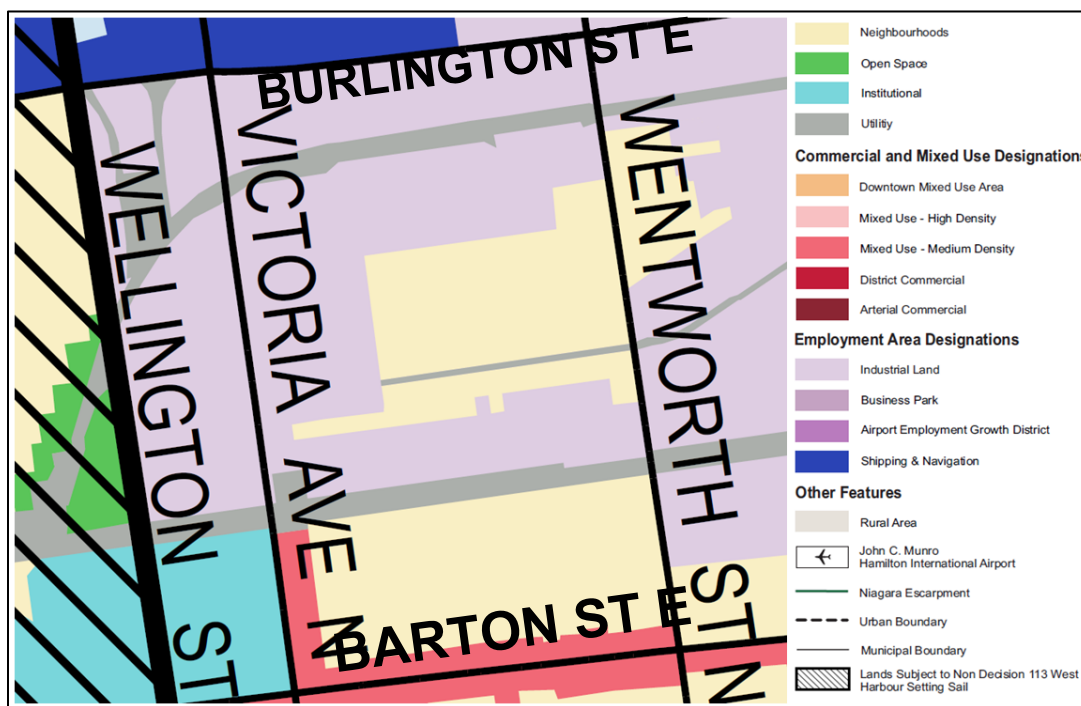 BURLINGTON ST E
WELLINGTON ST
VICTORIA AVE N
WENTWORTH ST N
BARTON ST E
Neighbourhoods
Open Space
Institutional
Utilitiy
Commercial and Mixed Use Designations
Downtown Mixed Use Area
Mixed Use - High Density
Mixed Use - Medium Density
District Commercial
Arterial Commercial
Employment Area Designations
Industrial Land
Business Park
Airport Employment Growth District
Shipping & Navigation
Other Features
Rural Area
John C. Munro
Hamilton International Airport
Niagara Escarpment
Urban Boundary
Municipal Boundary
Lands Subject to Non Decision 113 West
Harbour Setting Sail